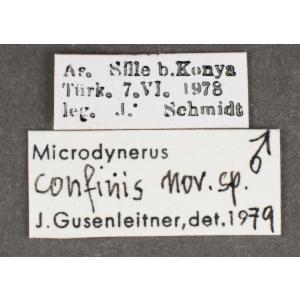 As. Sille b.Konya
Türk. 7.VI. 1978
leg. J. Schmidt
Microdynerus ♂
confinis nov. sp.
J. Gusenleitner, det. 1979